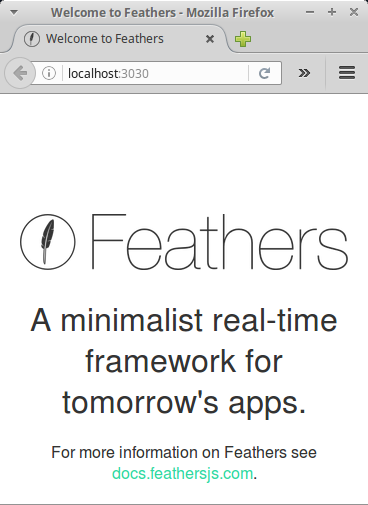 Welcome to Feathers - Mozilla Firefox
Welcome to Feathers
localhost:3030
Feathers
A minimalist real-time
framework for
tomorrow's apps.
For more information on Feathers see
docs.feathersjs.com.